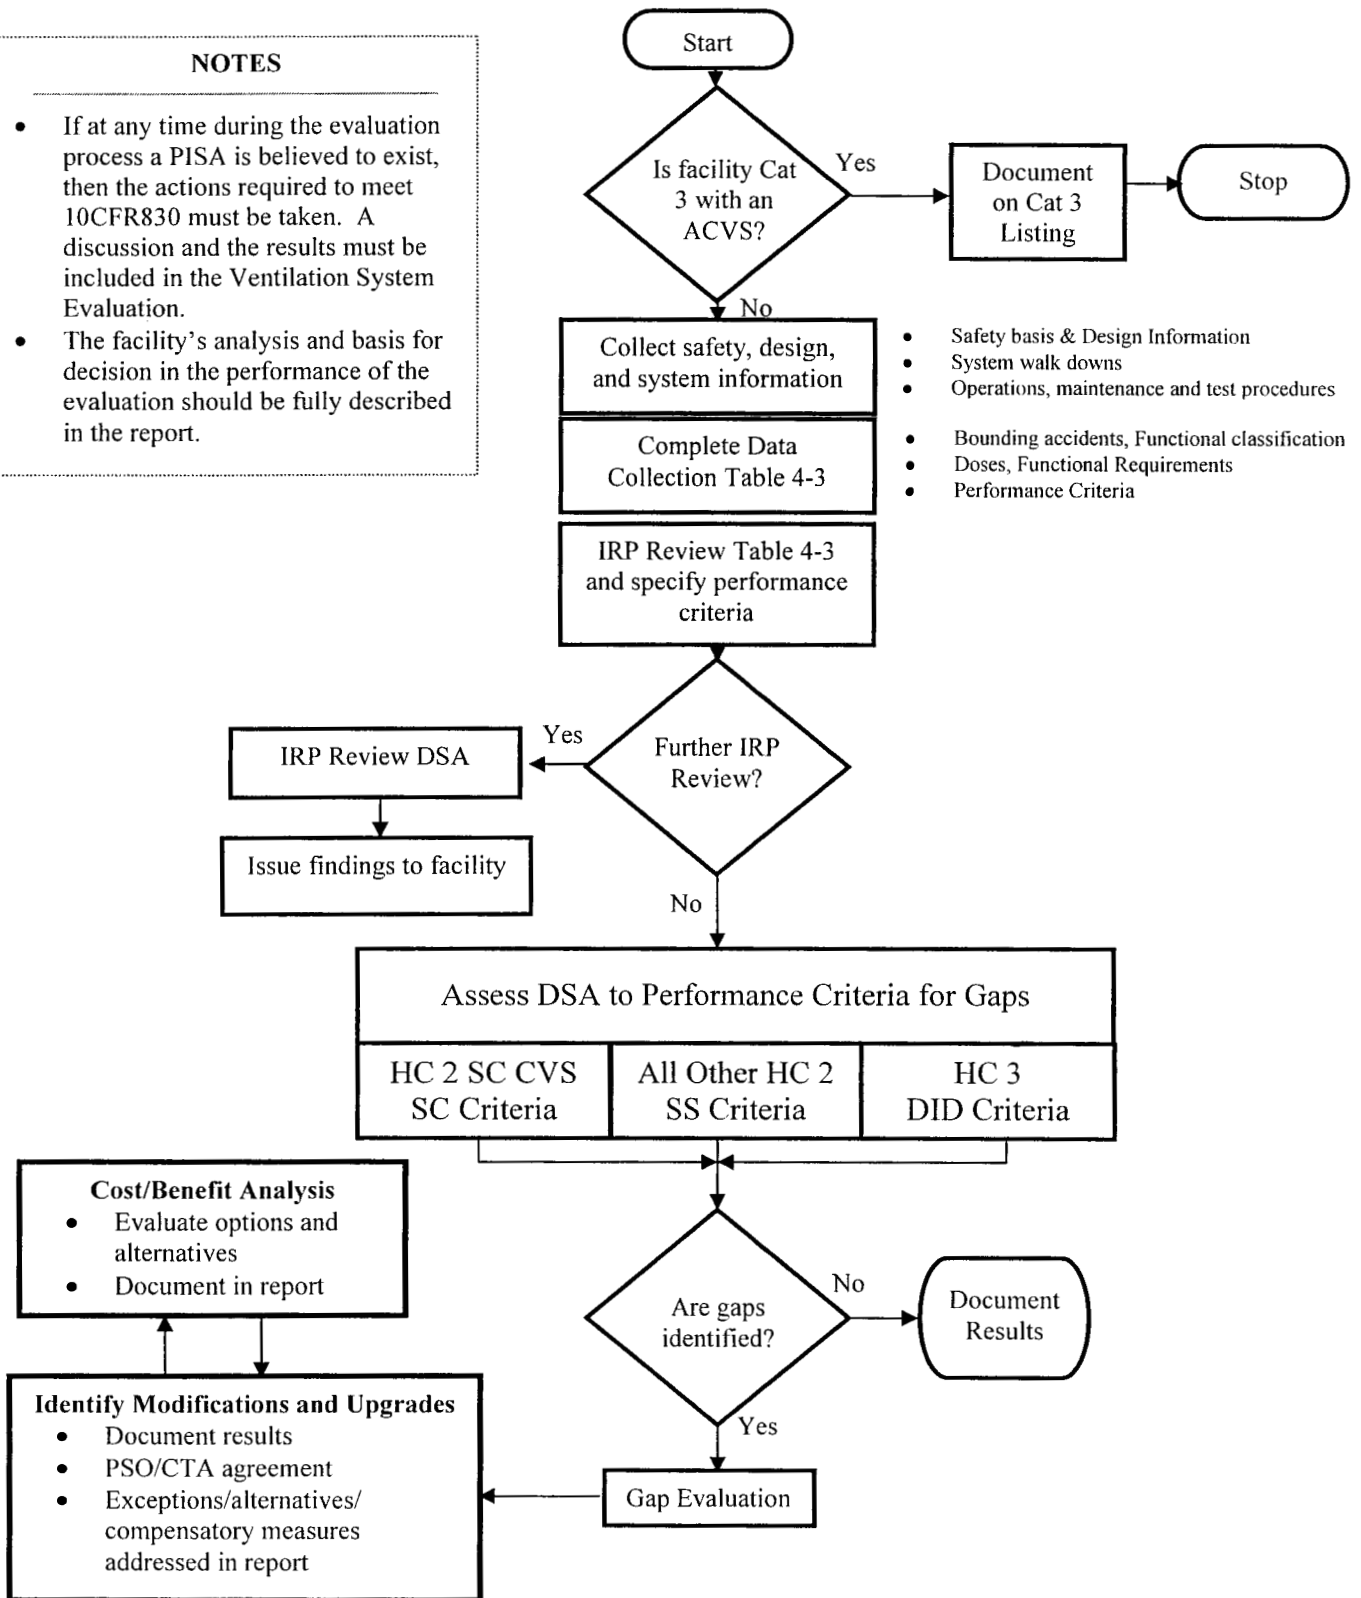 NOTES
• If at any time during the evaluation
process a PISA is believed to exist,
then the actions required to meet
10CFR830 must be taken. A
discussion and the results must be
included in the Ventilation System
Evaluation.
• The facility's analysis and basis for
decision in the performance of the
evaluation should be fully described
in the report.
Start
Is facility Cat
3 with an
ACVS?
Yes
Document
on Cat 3
Listing
Stop
No
Collect safety, design,
and system information
• Safety basis & Design Information
• System walk downs
• Operations, maintenance and test procedures
Complete Data
Collection Table 4-3
• Bounding accidents, Functional classification
• Doses, Functional Requirements
• Performance Criteria
IRP Review Table 4-3
and specify performance
criteria
Further IRP
Review?
Yes
IRP Review DSA
Issue findings to facility
No
Assess DSA to Performance Criteria for Gaps
HC 2 SC CVS
SC Criteria
All Other HC 2
SS Criteria
HC 3
DID Criteria
Are gaps
identified?
No
Document
Results
Yes
Gap Evaluation
Cost/Benefit Analysis
• Evaluate options and
alternatives
• Document in report
Identify Modifications and Upgrades
• Document results
• PSO/CTA agreement
• Exceptions/alternatives/
compensatory measures
addressed in report